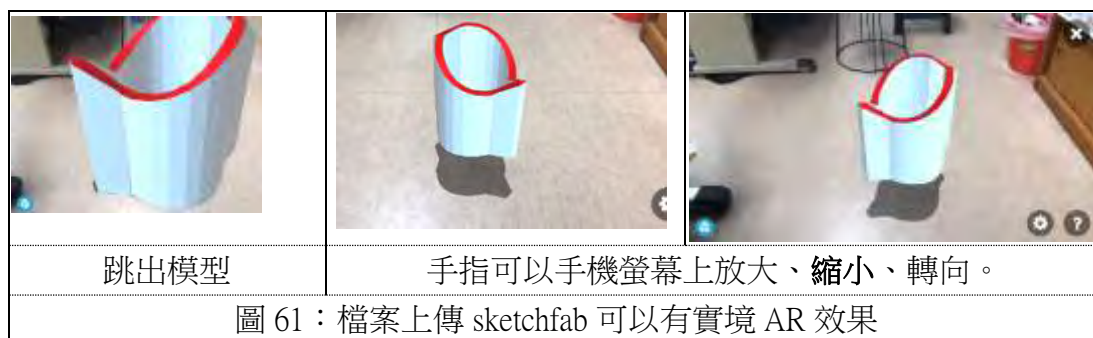 跳出模型
手指可以手機螢幕上放大、縮小、轉向。
圖 61：檔案上傳 sketchfab 可以有實境 AR 效果